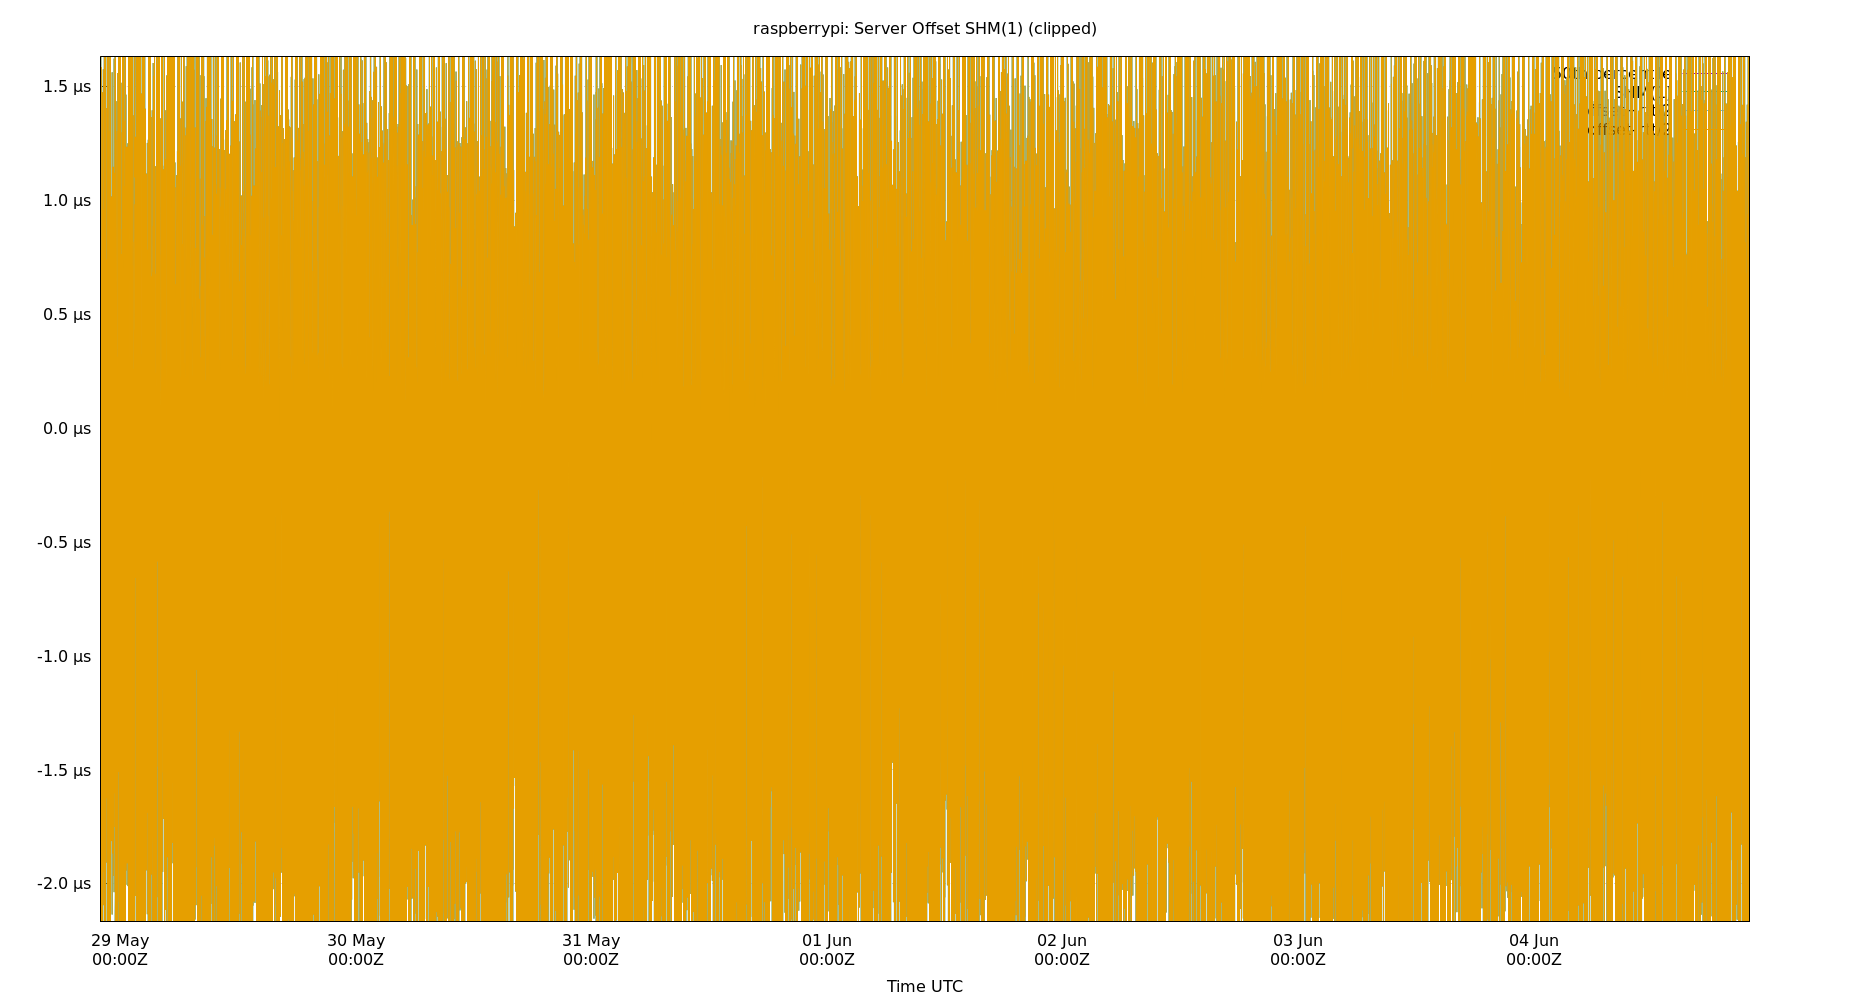 raspberrypi: Server Offset SHM(1) (clipped)
1.5 µs
1.0 µs
0.5 µs
0.0 µs
-0.5 µs
-1.0 µs
-1.5 µs
-2.0 µs
29 May 30 May 31 May 01 Jun 02 Jun 03 Jun 04 Jun
00:00Z 00:00Z 00:00Z 00:00Z 00:00Z 00:00Z 00:00Z
Time UTC